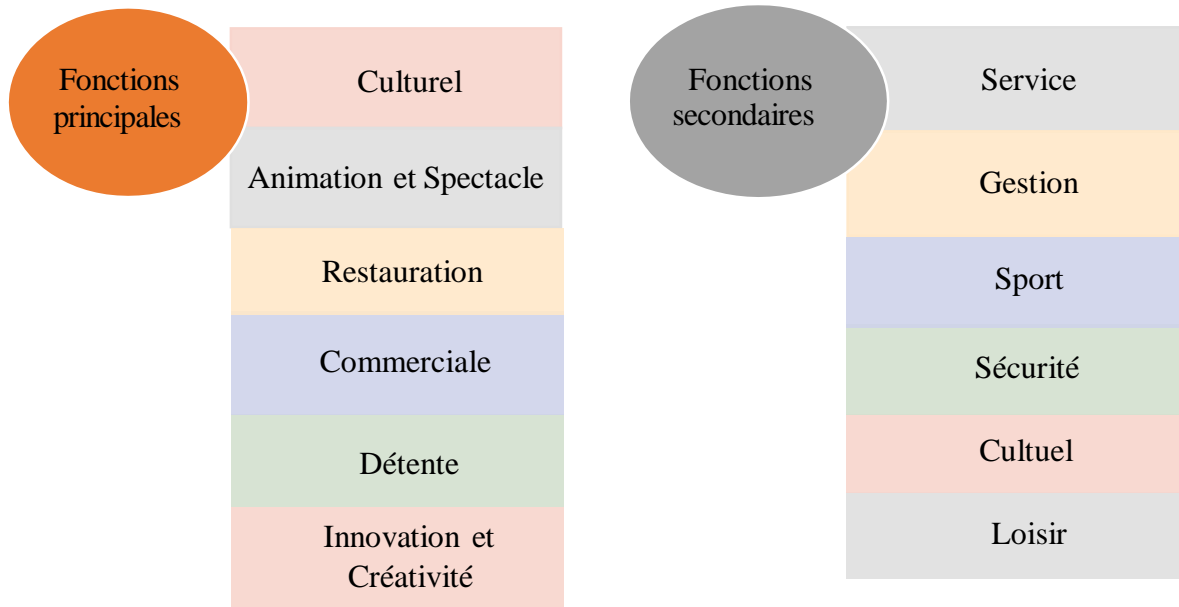 Fonctions
principales
Culturel
Animation et Spectacle
Restauration
Commerciale
Détente
Innovation et
Créativité
Fonctions
secondaires
Service
Gestion
Sport
Sécurité
Cultuel
Loisir